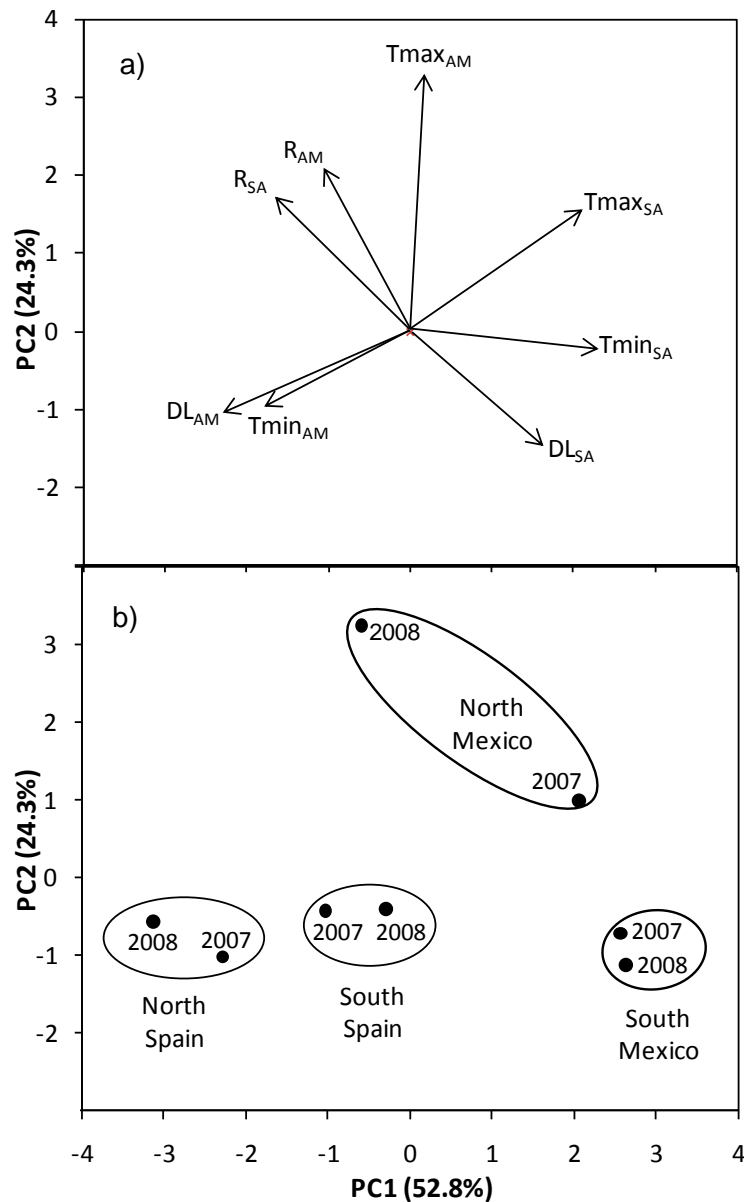 a)
4
3
2
1
0
-1
-2
PC2 (24.3%)
TmaxAM
RAM
RSA
TmaxSA
TminSA
DLAM
TminAM
DLSA
b)
3
2
1
0
-1
-2
PC2 (24.3%)
2008
North
Mexico
2007
2008 2007
North
Spain
2007 2008
South
Spain
2007
2008
South
Mexico
-4 -3 -2 -1 0 1 2 3 4
PC1 (52.8%)